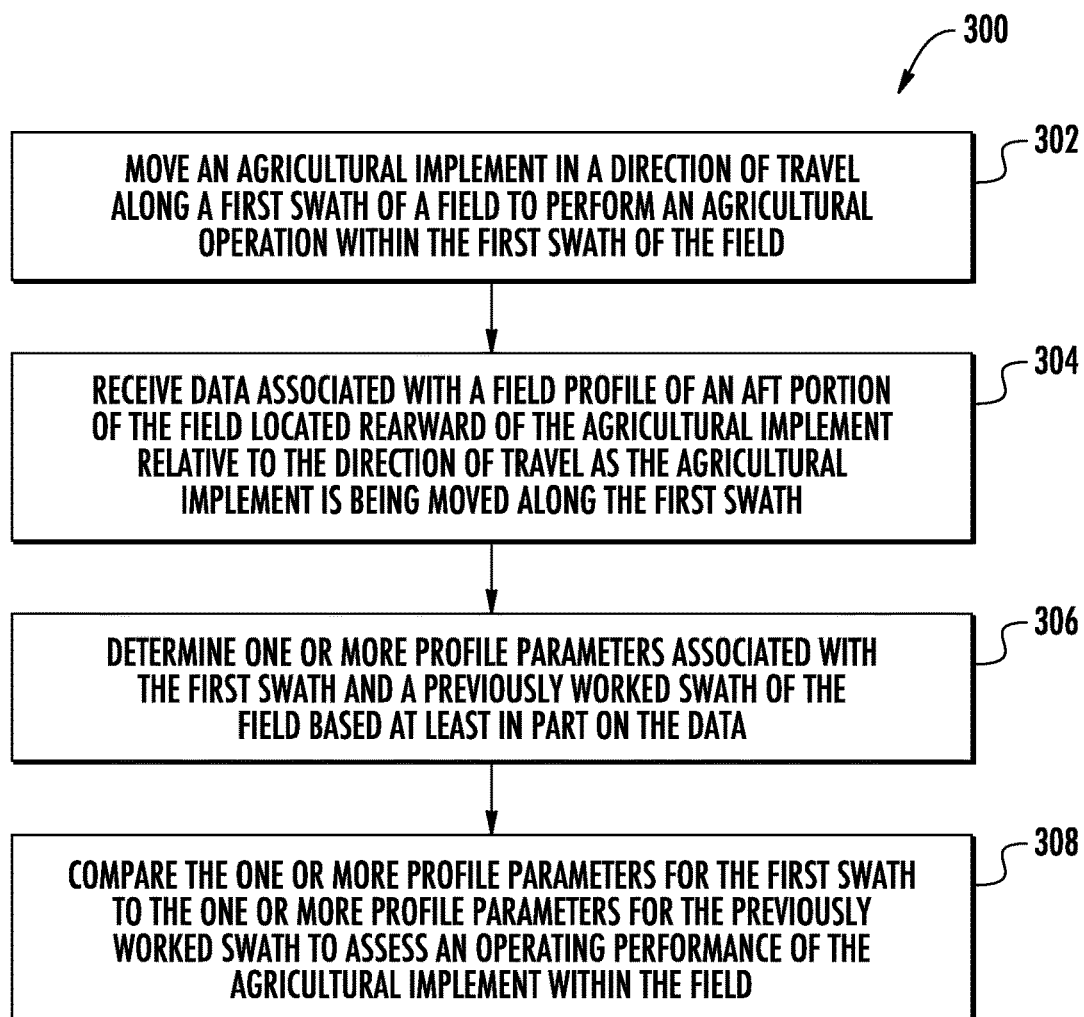 300
302
MOVE AN AGRICULTURAL IMPLEMENT IN A DIRECTION OF TRAVEL
ALONG A FIRST SWATH OF A FIELD TO PERFORM AN AGRICULTURAL
OPERATION WITHIN THE FIRST SWATH OF THE FIELD
304
RECEIVE DATA ASSOCIATED WITH A FIELD PROFILE OF AN AFT PORTION
OF THE FIELD LOCATED REARWARD OF THE AGRICULTURAL IMPLEMENT
RELATIVE TO THE DIRECTION OF TRAVEL AS THE AGRICULTURAL
IMPLEMENT IS BEING MOVED ALONG THE FIRST SWATH
306
DETERMINE ONE OR MORE PROFILE PARAMETERS ASSOCIATED WITH
THE FIRST SWATH AND A PREVIOUSLY WORKED SWATH OF THE
FIELD BASED AT LEAST IN PART ON THE DATA
308
COMPARE THE ONE OR MORE PROFILE PARAMETERS FOR THE FIRST SWATH
TO THE ONE OR MORE PROFILE PARAMETERS FOR THE PREVIOUSLY
WORKED SWATH TO ASSESS AN OPERATING PERFORMANCE OF THE
AGRICULTURAL IMPLEMENT WITHIN THE FIELD